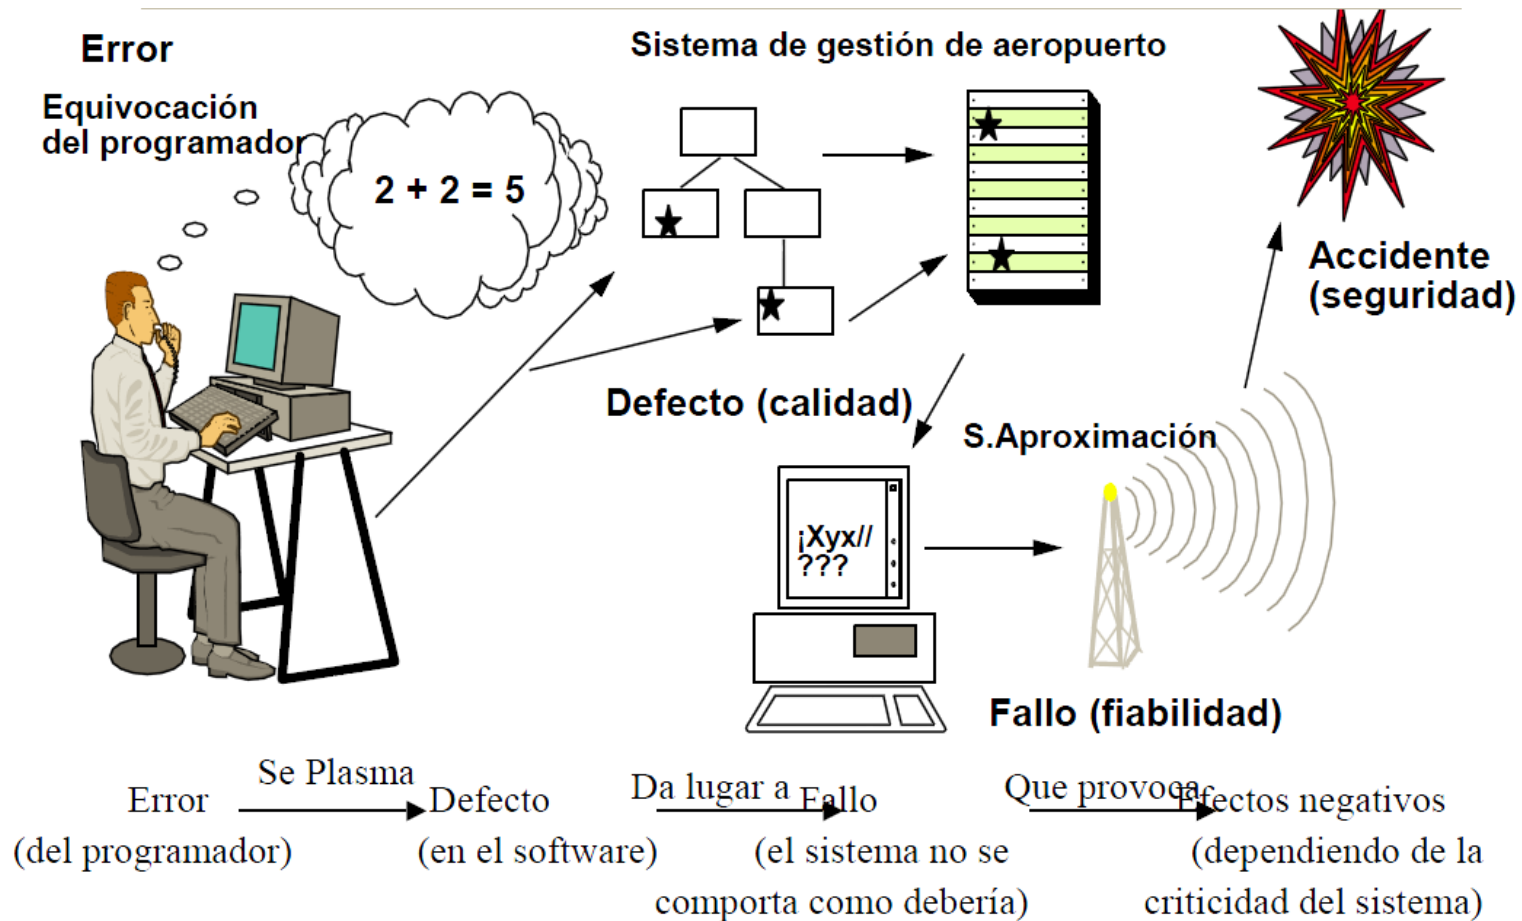 Error
Equivocación
del programador
2 + 2 = 5
Sistema de gestión de aeropuerto
Accidente
(seguridad)
Defecto (calidad)
S.Aproximación
¡Xyx//
???
Fallo (fiabilidad)
Se Plasma
Da lugar a
Que provoca
Error
Defecto
Fallo
Efectos negativos
(del programador)
(en el software)
(el sistema no se
(dependiendo de la
comporta como debería)
criticidad del sistema)